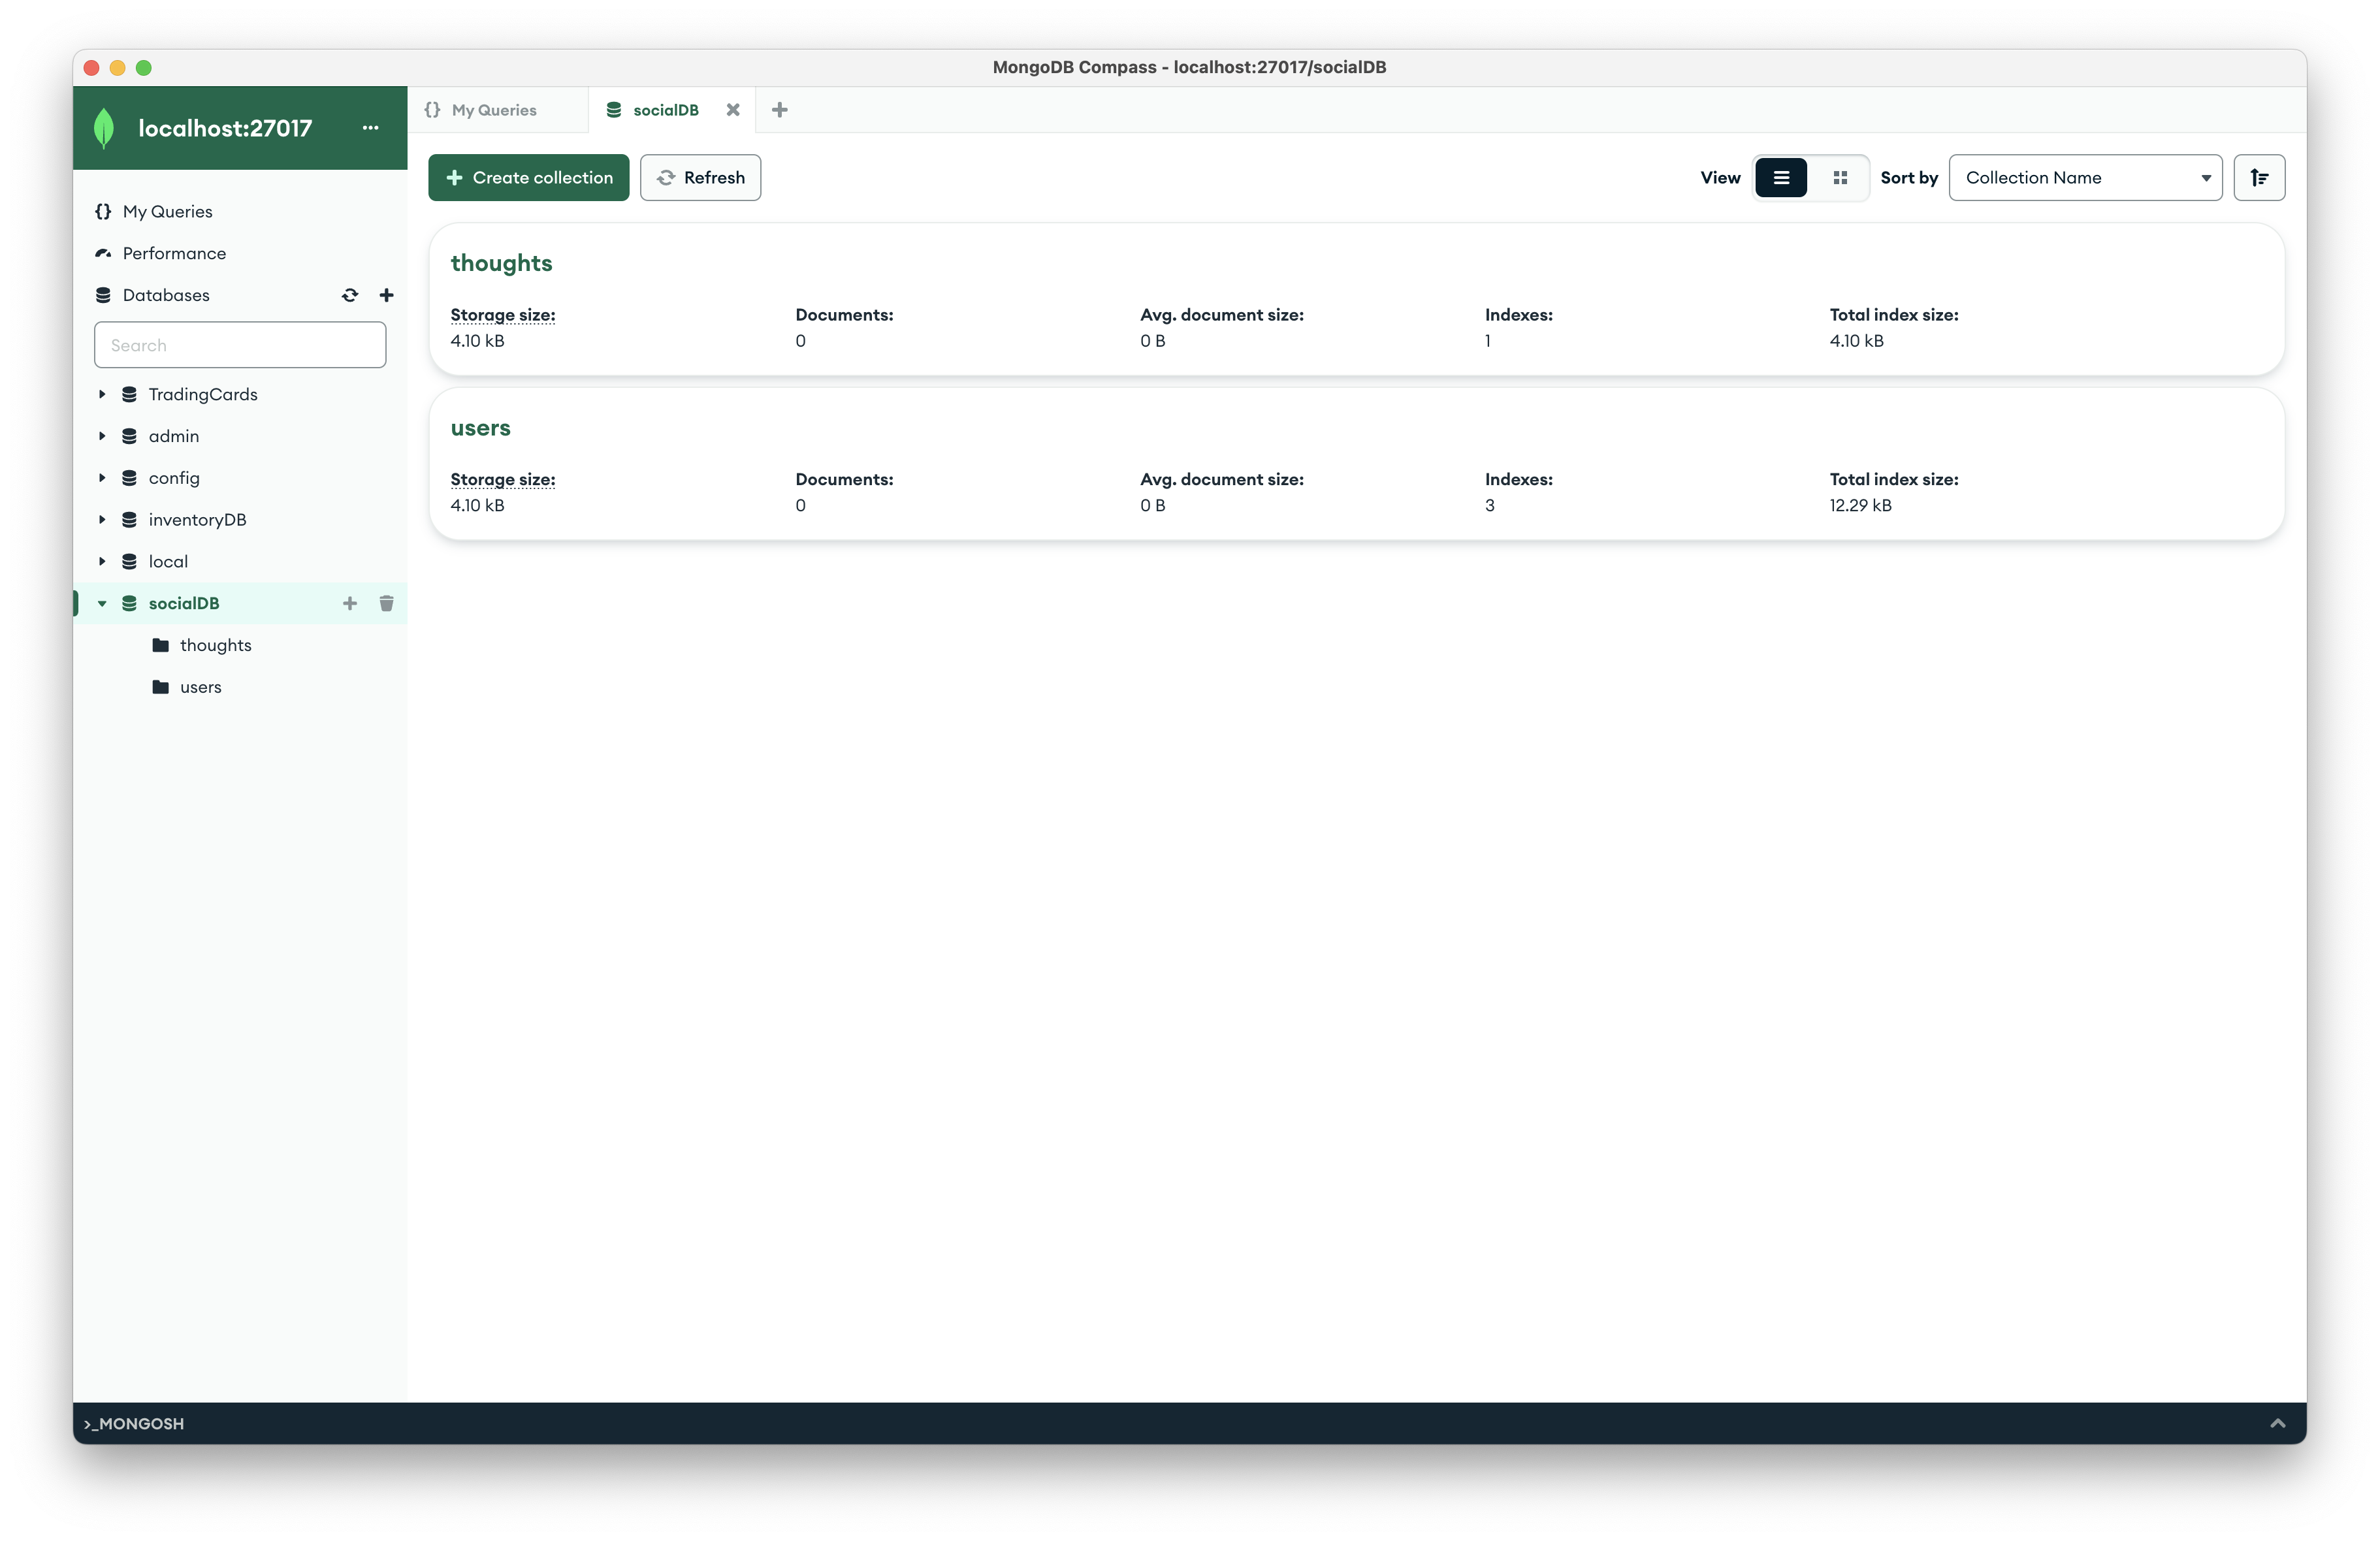 MongoDB Compass - localhost:27017/socialDB
localhost:27017
My Queries
Performance
Databases
Search
TradingCards
admin
config
inventoryDB
local
socialDB
thoughts
users
{} My Queries
socialDB
Create collection
Refresh
View
Sort by
Collection Name
thoughts
Storage size: Documents: Avg. document size: Indexes: Total index size:
4.10 kB 0 0 B 1 4.10 kB
users
Storage size: Documents: Avg. document size: Indexes: Total index size:
4.10 kB 0 0 B 3 12.29 kB
>_MONGOSH